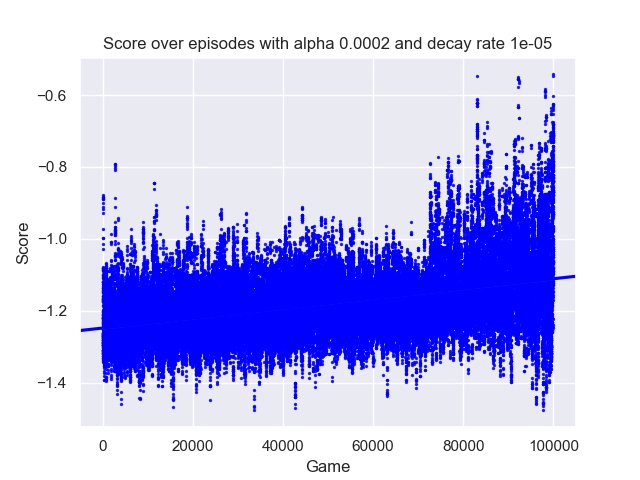 Score over episodes with alpha 0.0002 and decay rate 1e-05
−0.6
−0.8
−1.0
−1.2
−1.4
Score
0 20000 40000 60000 80000 100000
Game